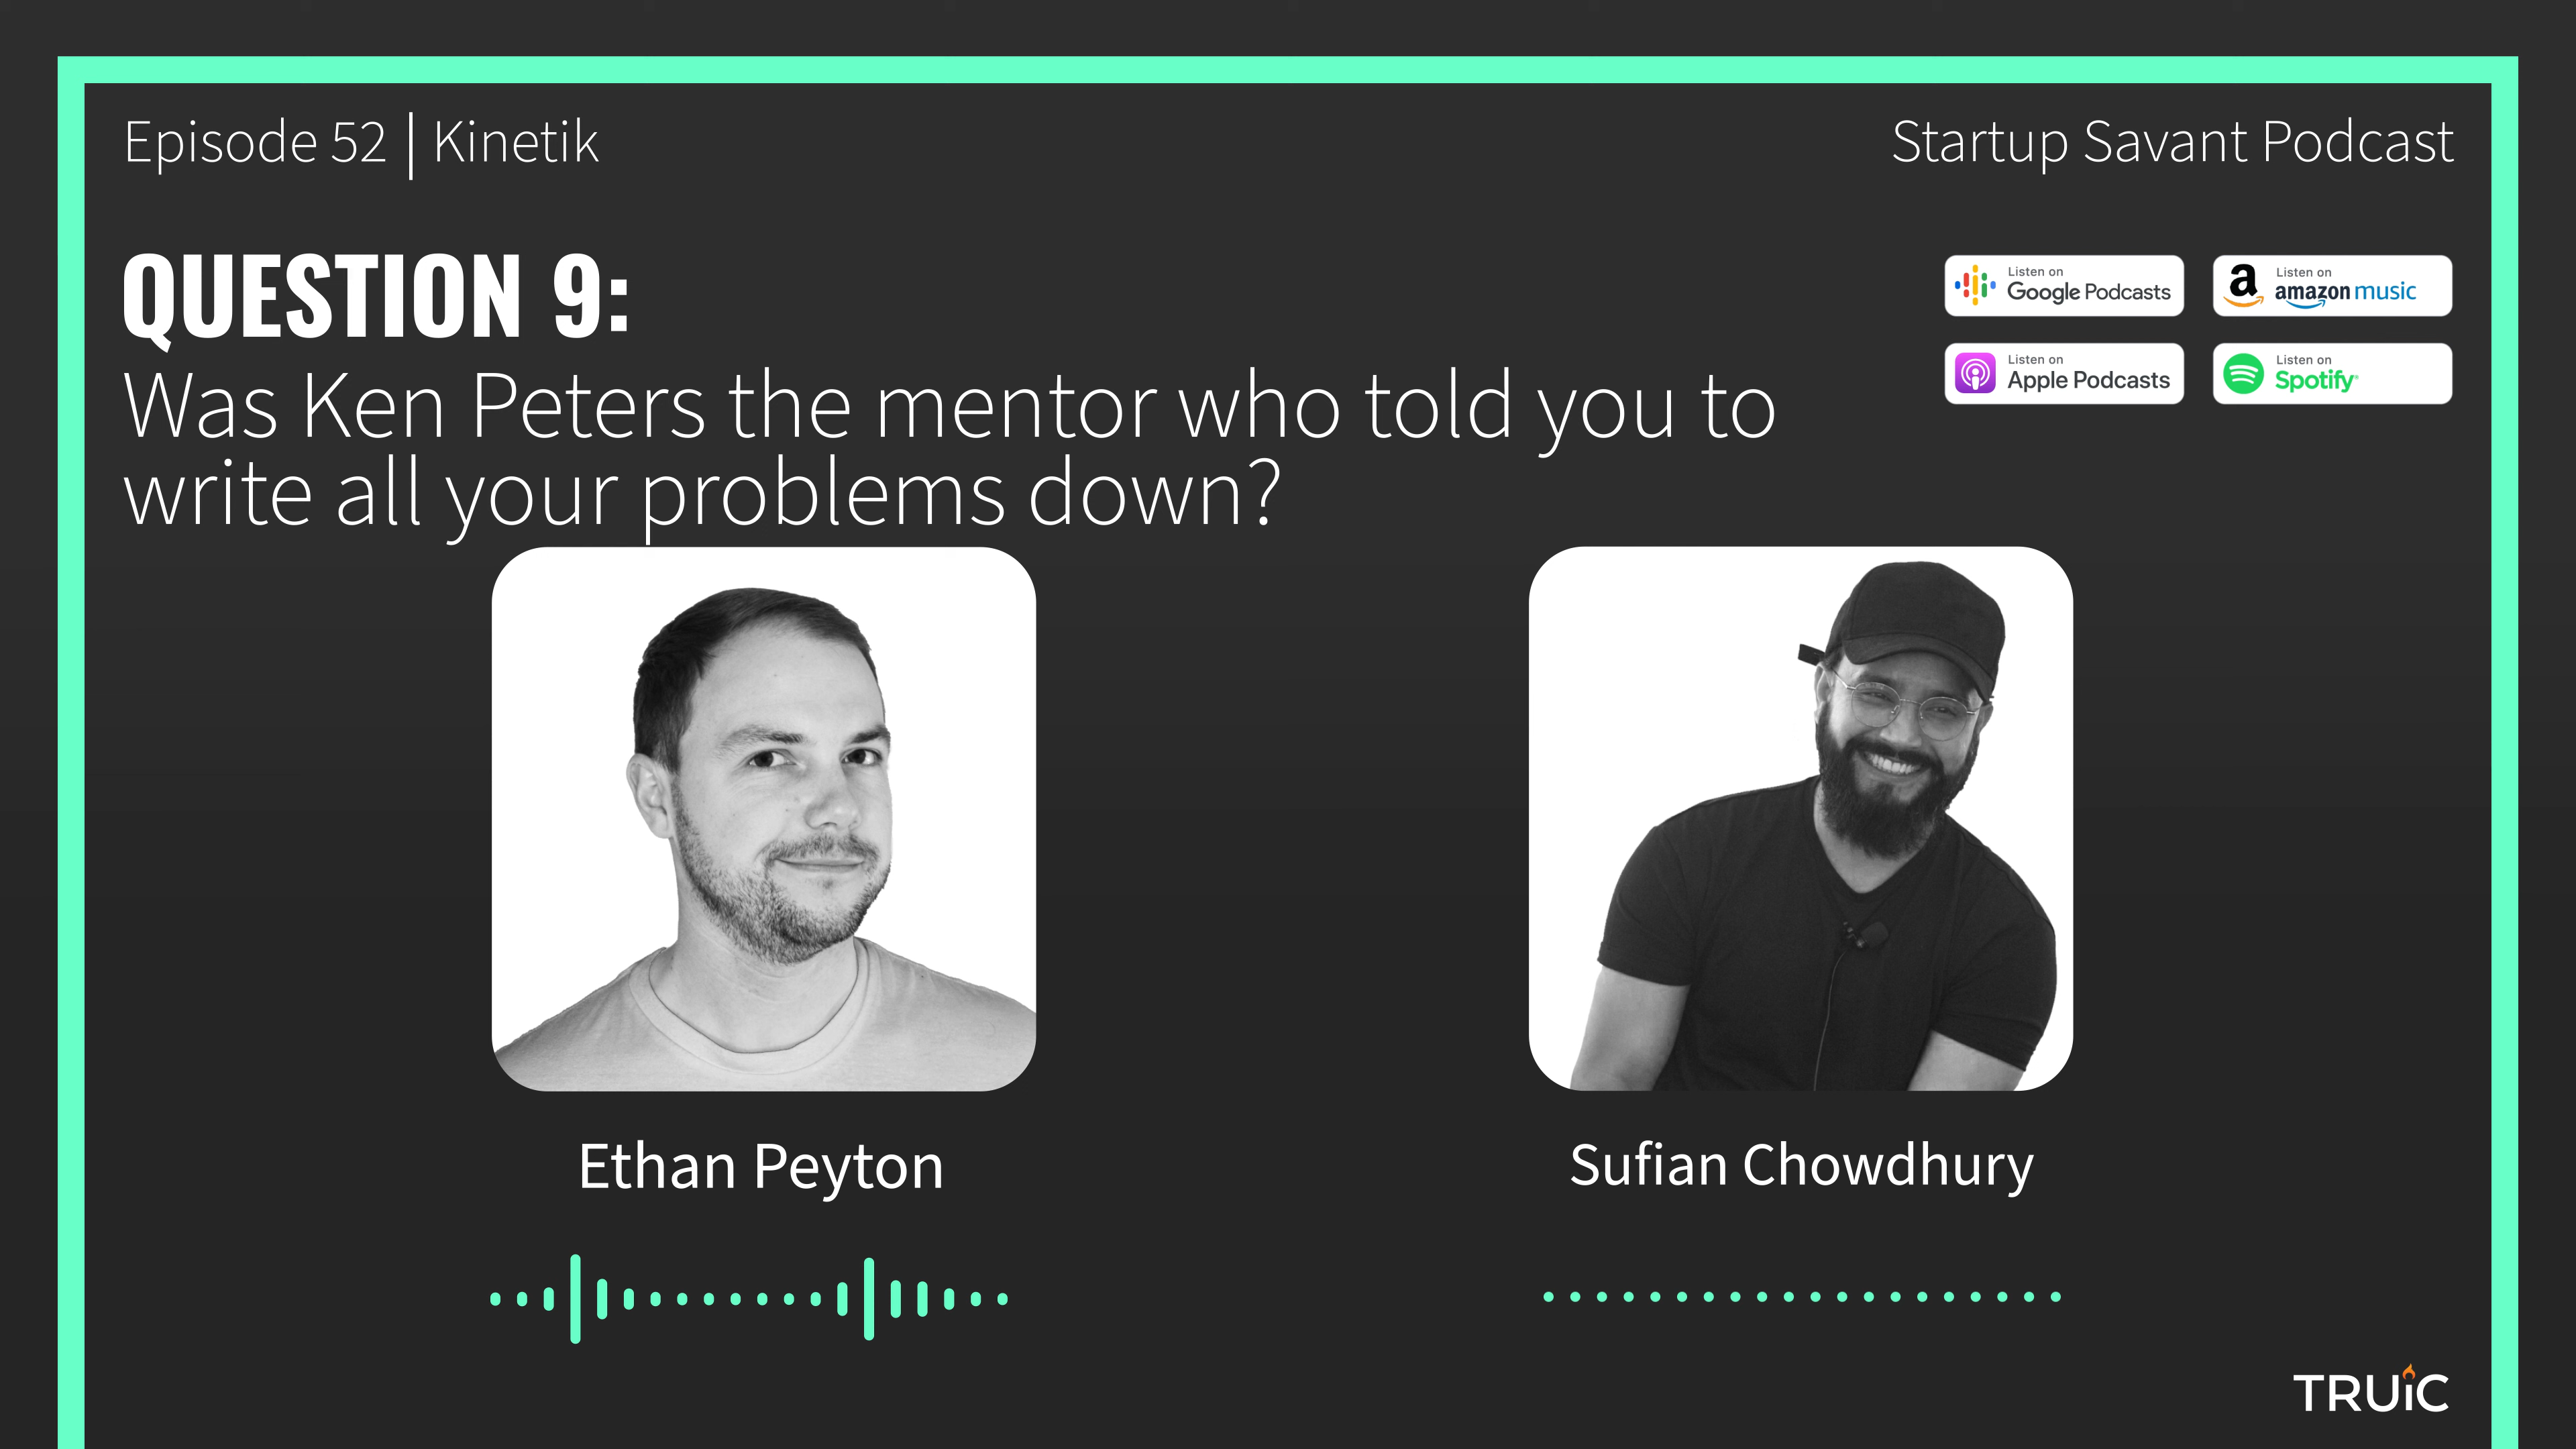 Episode 52 | Kinetik
Startup Savant Podcast
QUESTION 9:
Was Ken Peters the mentor who told you to
write all your problems down?
Listen on
Google Podcasts
Listen on
amazon music
Listen on
Apple Podcasts
Listen on
Spotify
Ethan Peyton
Sufian Chowdhury
TRUiC